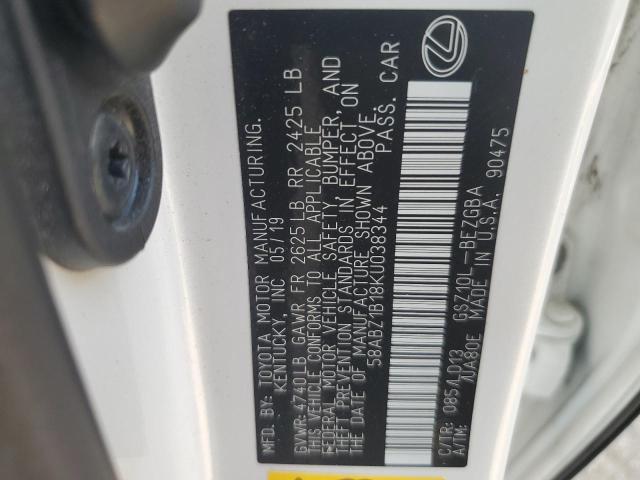 MFD. BY: TOYOTA MOTOR MANUFACTURING.
KENTUCKY, INC 05/19
GVWR: 4740LB GAWR FR 2625LB RR 2425 LB
THIS VEHICLE CONFORMS TO ALL APPLICABLE
FEDERAL MOTOR VEHICLE SAFETY, BUMPER, AND
THEFT PREVENTION STANDARDS IN EFFECT ON
THE DATE OF MANUFACTURE SHOWN ABOVE.
58ABZ1B18KU038344 PASS. CAR
C/TR: 0854 LD13 GSZ10L-BEZGBA
A/TM: /UA80E MADE IN U.S.A. 90475